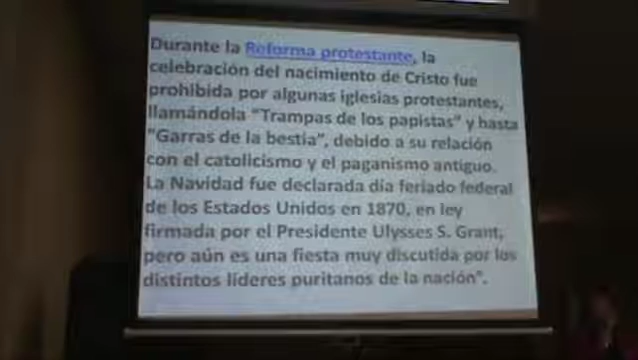 Durante la Reforma protestante, la
celebración del nacimiento de Cristo fue
prohibida por algunas iglesias protestantes,
llamándola "Trampas de los papistas" y hasta
"Garras de la bestia", debido a su relación
con el catolicismo y el paganismo antiguo.
La Navidad fue declarada día feriado federal
de los Estados Unidos en 1870, en ley
firmada por el Presidente Ulysses S. Grant,
pero aún es una fiesta muy discutida por los
distintos líderes puritanos de la nación".